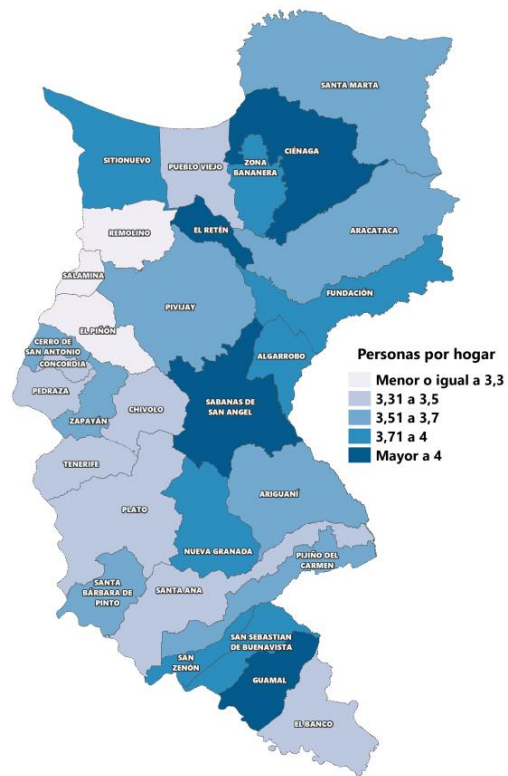 SANTA MARTA
CIÉNAGA
SITIONUEVO
PUEBLO VIEJO
ZONA
BANANERA
REMOLINO
EL RETÉN
ARACATACA
SALAMINA
FUNDACIÓN
PIVIJAY
EL PIÑÓN
CERRO DE
SAN ANTONIO
CONCORDIA
ALGARROBO
PEDRAZA
SABANAS DE
SAN ANGEL
CHIVOLO
ZAPAYÁN
TENERIFE
ARIGUANÍ
PLATO
NUEVA GRANADA
PIJIÑO DEL
CARMEN
SANTA
BÁRBARA DE
PINTO
SANTA ANA
SAN SEBASTIAN
DE BUENAVISTA
SAN
ZENÓN
GUAMAL
EL BANCO
Personas por hogar
Menor o igual a 3,3
3,31 a 3,5
3,51 a 3,7
3,71 a 4
Mayor a 4